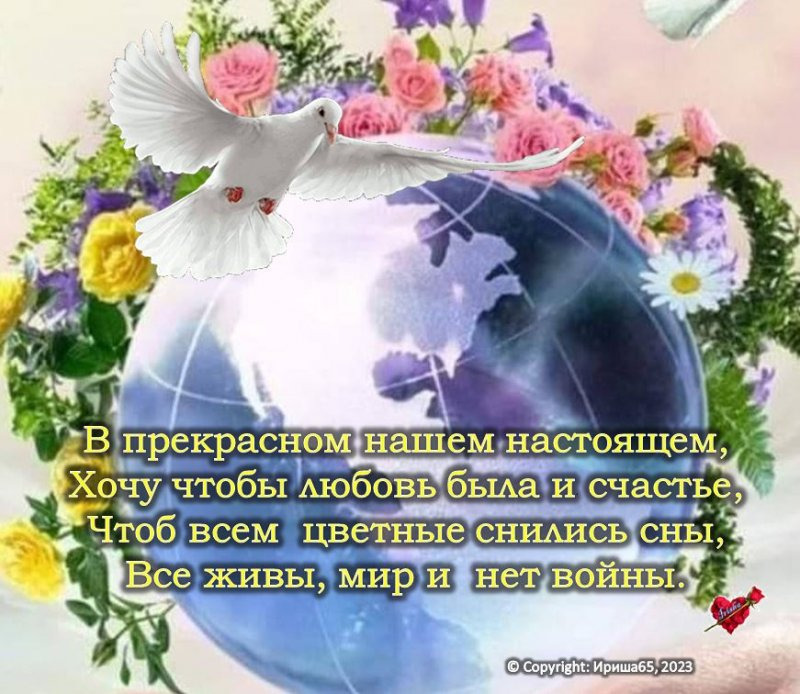 В прекрасном нашем настоящем,
Хочу чтобы любовь была и счастье,
Чтоб всем цветные снились сны,
Все живы, мир и нет войны.
Irisha
© Copyright: Ириша65, 2023